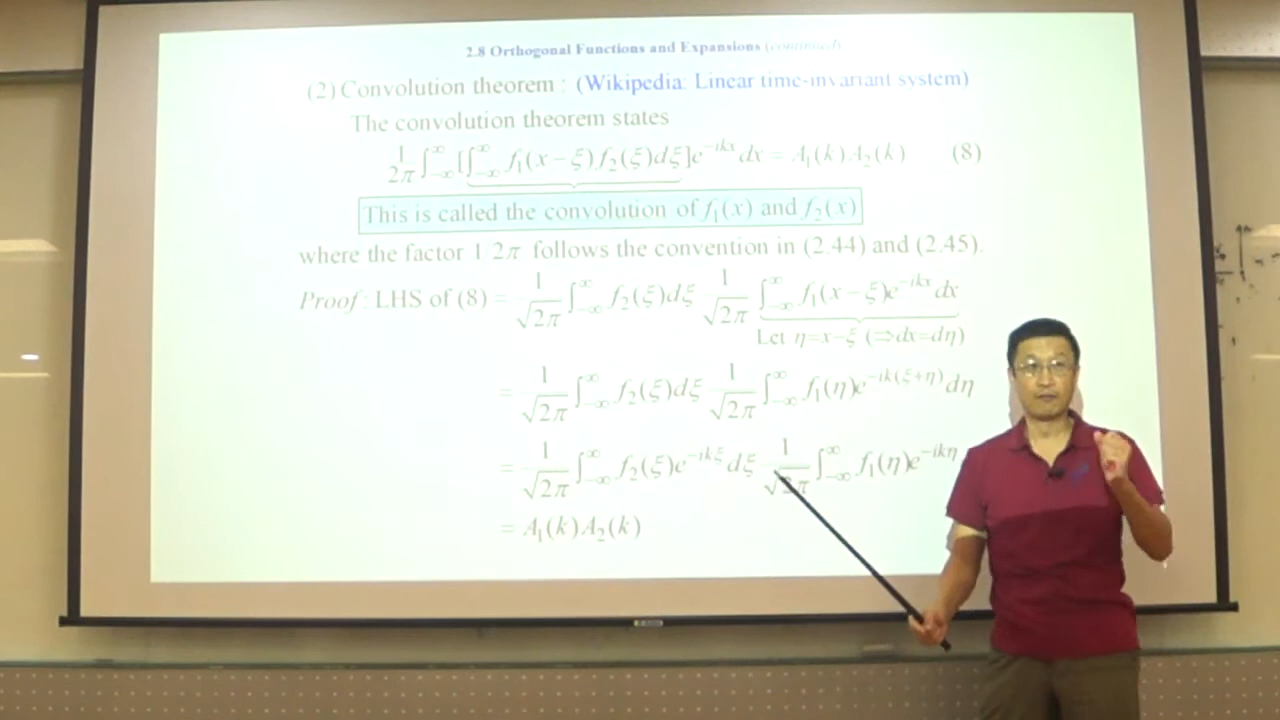 2.8 Orthogonal Functions and Expansions (continued)
(2) Convolution theorem : (Wikipedia: Linear time-invariant system)
The convolution theorem states
1/2π ∫_{-∞}^{∞} [∫_{-∞}^{∞} f₁(x − ξ) f₂(ξ)dξ] e^{-ikx} dx = A₁(k) A₂(k) (8)
This is called the convolution of f₁(x) and f₂(x)
where the factor 1/2π follows the convention in (2.44) and (2.45).
Proof: LHS of (8) = 1/√2π ∫_{-∞}^{∞} f₂(ξ)dξ 1/√2π ∫_{-∞}^{∞} f₁(x − ξ)e^{-ikx} dx
Let η=x−ξ (⇒dx=dη)
= 1/√2π ∫_{-∞}^{∞} f₂(ξ)dξ 1/√2π ∫_{-∞}^{∞} f₁(η)e^{-ik(ξ+η)} dη
= 1/√2π ∫_{-∞}^{∞} f₂(ξ)e^{-ikξ} dξ 1/√2π ∫_{-∞}^{∞} f₁(η)e^{-ikη}
= A₁(k) A₂(k)